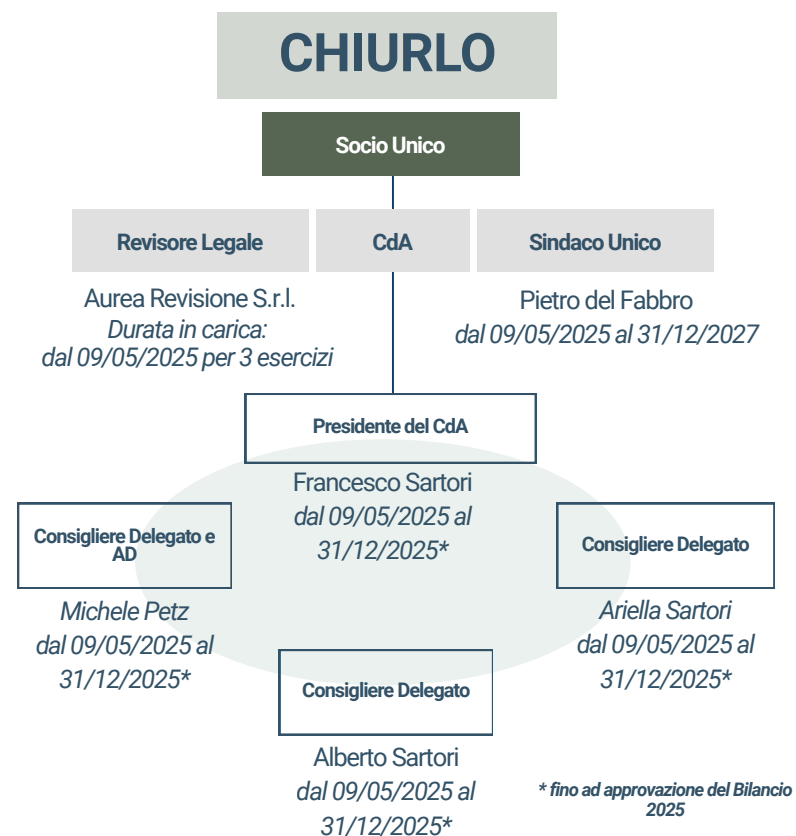 CHIURLO
Socio Unico
Revisore Legale
CdA
Sindaco Unico
Aurea Revisione S.r.l.
Durata in carica:
dal 09/05/2025 per 3 esercizi
Pietro del Fabbro
dal 09/05/2025 al 31/12/2027
Presidente del CdA
Francesco Sartori
dal 09/05/2025 al
31/12/2025*
Consigliere Delegato e
AD
Michele Petz
dal 09/05/2025 al
31/12/2025*
Consigliere Delegato
Ariella Sartori
dal 09/05/2025 al
31/12/2025*
Consigliere Delegato
Alberto Sartori
dal 09/05/2025 al
31/12/2025*
* fino ad approvazione del Bilancio
2025